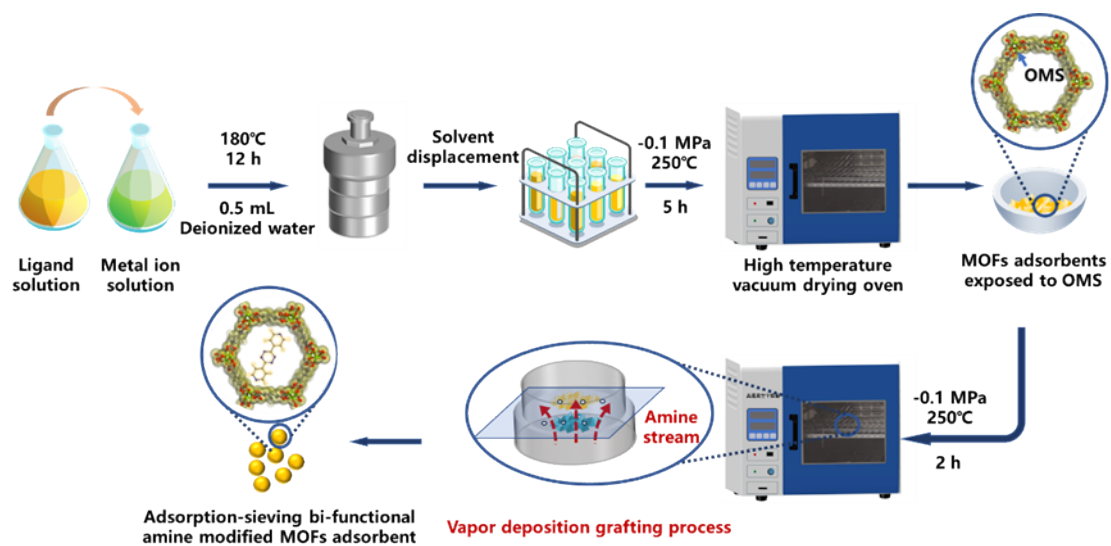 Ligand
solution
Metal ion
solution
180℃
12 h
0.5 mL
Deionized water
Solvent
displacement
-0.1 MPa
250℃
5 h
High temperature
vacuum drying oven
OMS
MOFs adsorbents
exposed to OMS
-0.1 MPa
250℃
2 h
Amine
stream
Vapor deposition grafting process
Adsorption-sieving bi-functional
amine modified MOFs adsorbent